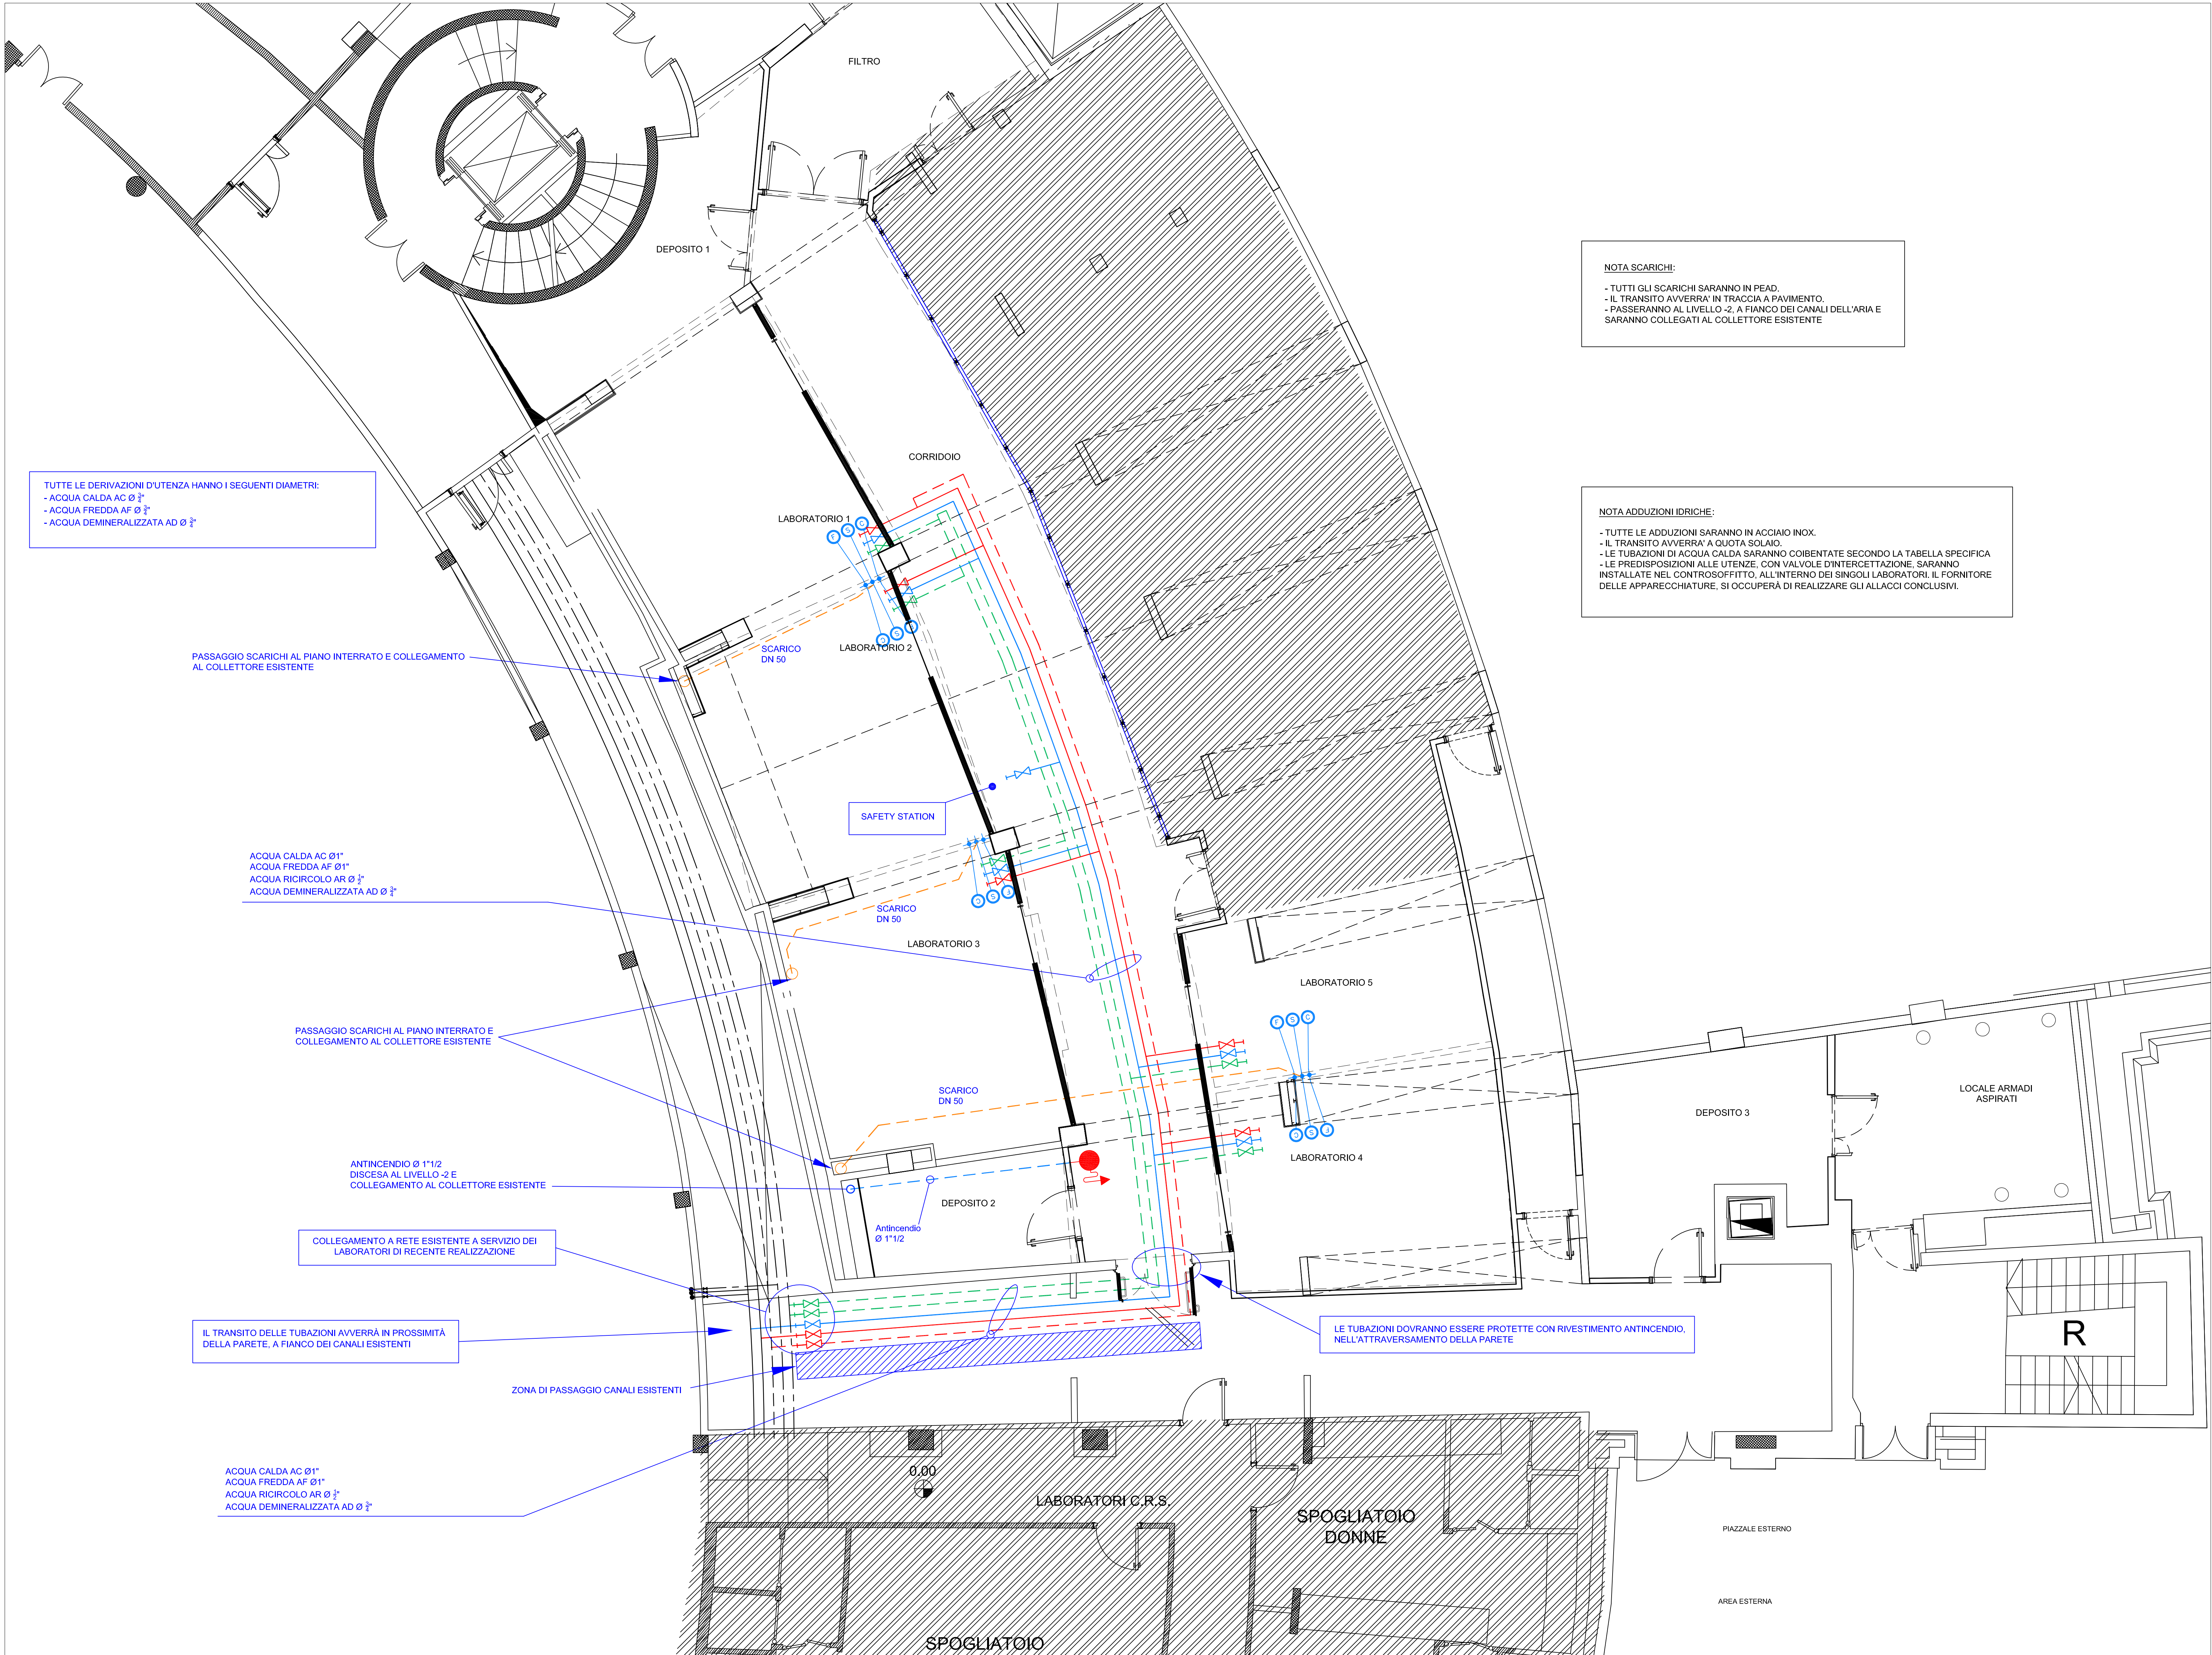 FILTRO
DEPOSITO 1
NOTA SCARICHI:
- TUTTI GLI SCARICHI SARANNO IN PEAD.
- IL TRANSITO AVVERRA' IN TRACCIA A PAVIMENTO.
- PASSERANNO AL LIVELLO -2, A FIANCO DEI CANALI DELL'ARIA E
SARANNO COLLEGATI AL COLLETTORE ESISTENTE
CORRIDOIO
TUTTE LE DERIVAZIONI D'UTENZA HANNO I SEGUENTI DIAMETRI:
- ACQUA CALDA AC Ø ¾"
- ACQUA FREDDA AF Ø ¾"
- ACQUA DEMINERALIZZATA AD Ø ¾"
NOTA ADDUZIONI IDRICHE:
- TUTTE LE ADDUZIONI SARANNO IN ACCIAIO INOX.
- IL TRANSITO AVVERRA' A QUOTA SOLAIO.
- LE TUBAZIONI DI ACQUA CALDA SARANNO COIBENTATE SECONDO LA TABELLA SPECIFICA
- LE PREDISPOSIZIONI ALLE UTENZE, CON VALVOLE D'INTERCETTAZIONE, SARANNO
INSTALLATE NEL CONTROSOFFITTO, ALL'INTERNO DEI SINGOLI LABORATORI. IL FORNITORE
DELLE APPARECCHIATURE, SI OCCUPERÀ DI REALIZZARE GLI ALLACCI CONCLUSIVI.
LABORATORIO 1
F S C
C S F
LABORATORIO 2
SCARICO
DN 50
PASSAGGIO SCARICHI AL PIANO INTERRATO E COLLEGAMENTO
AL COLLETTORE ESISTENTE
SAFETY STATION
ACQUA CALDA AC Ø1"
ACQUA FREDDA AF Ø1"
ACQUA RICIRCOLO AR Ø ½"
ACQUA DEMINERALIZZATA AD Ø ¾"
C S F
SCARICO
DN 50
LABORATORIO 3
LABORATORIO 5
F S C
PASSAGGIO SCARICHI AL PIANO INTERRATO E
COLLEGAMENTO AL COLLETTORE ESISTENTE
SCARICO
DN 50
LOCALE ARMADI
ASPIRATI
DEPOSITO 3
C S F
LABORATORIO 4
ANTINCENDIO Ø 1"1/2
DISCESA AL LIVELLO -2 E
COLLEGAMENTO AL COLLETTORE ESISTENTE
DEPOSITO 2
Antincendio
Ø 1"1/2
COLLEGAMENTO A RETE ESISTENTE A SERVIZIO DEI
LABORATORI DI RECENTE REALIZZAZIONE
IL TRANSITO DELLE TUBAZIONI AVVERRÀ IN PROSSIMITÀ
DELLA PARETE, A FIANCO DEI CANALI ESISTENTI
LE TUBAZIONI DOVRANNO ESSERE PROTETTE CON RIVESTIMENTO ANTINCENDIO,
NELL'ATTRAVERSAMENTO DELLA PARETE
R
ZONA DI PASSAGGIO CANALI ESISTENTI
ACQUA CALDA AC Ø1"
ACQUA FREDDA AF Ø1"
ACQUA RICIRCOLO AR Ø ½"
ACQUA DEMINERALIZZATA AD Ø ¾"
0.00
LABORATORI C.R.S.
SPOGLIATOIO
DONNE
PIAZZALE ESTERNO
AREA ESTERNA
SPOGLIATOIO